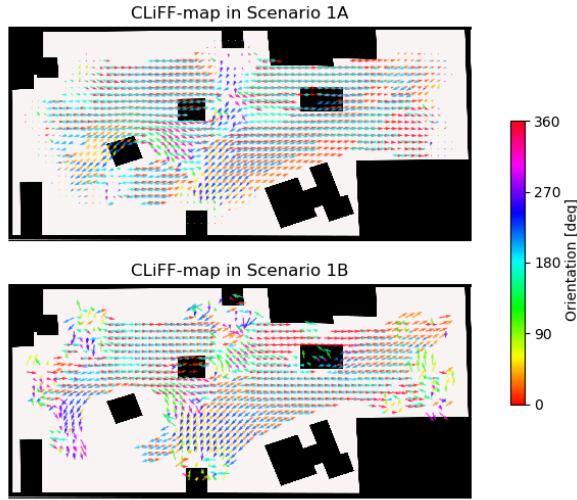 CLiFF-map in Scenario 1A
CLiFF-map in Scenario 1B
360
270
180
90
0
Orientation [deg]